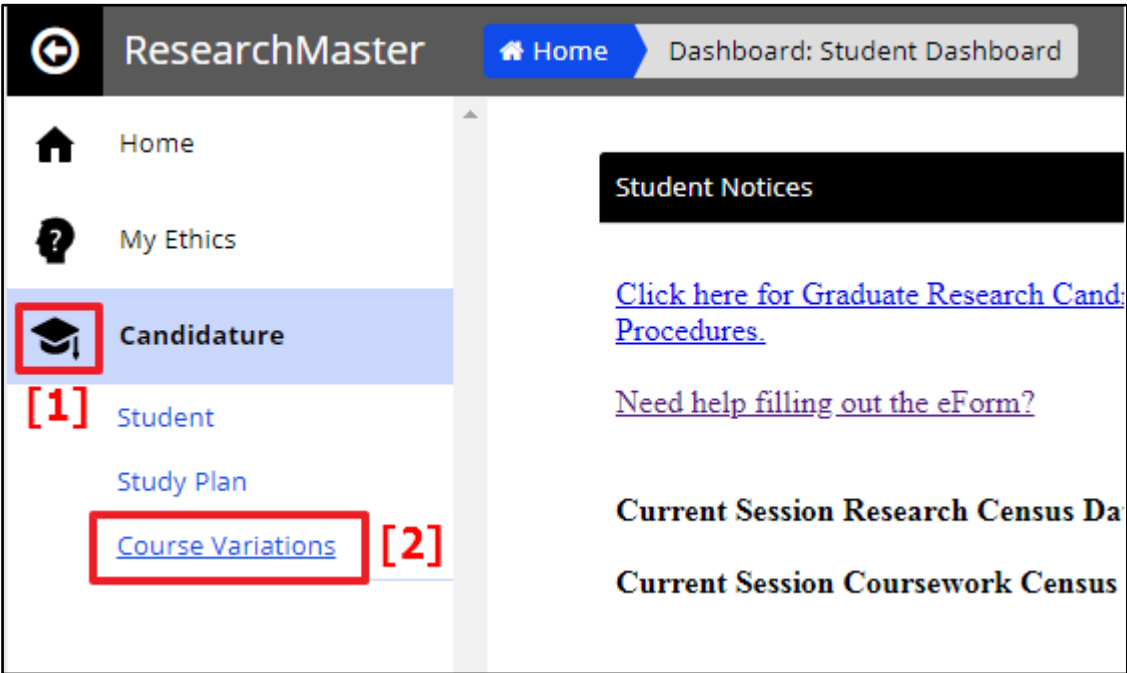 ResearchMaster
Home
Dashboard: Student Dashboard
Home
My Ethics
?
Candidature
[1]
Student
Study Plan
Course Variations
[2]
Student Notices
Click here for Graduate Research
Procedures.
Need help filling out the eForm?
Current Session Research Census
Current Session Coursework Census